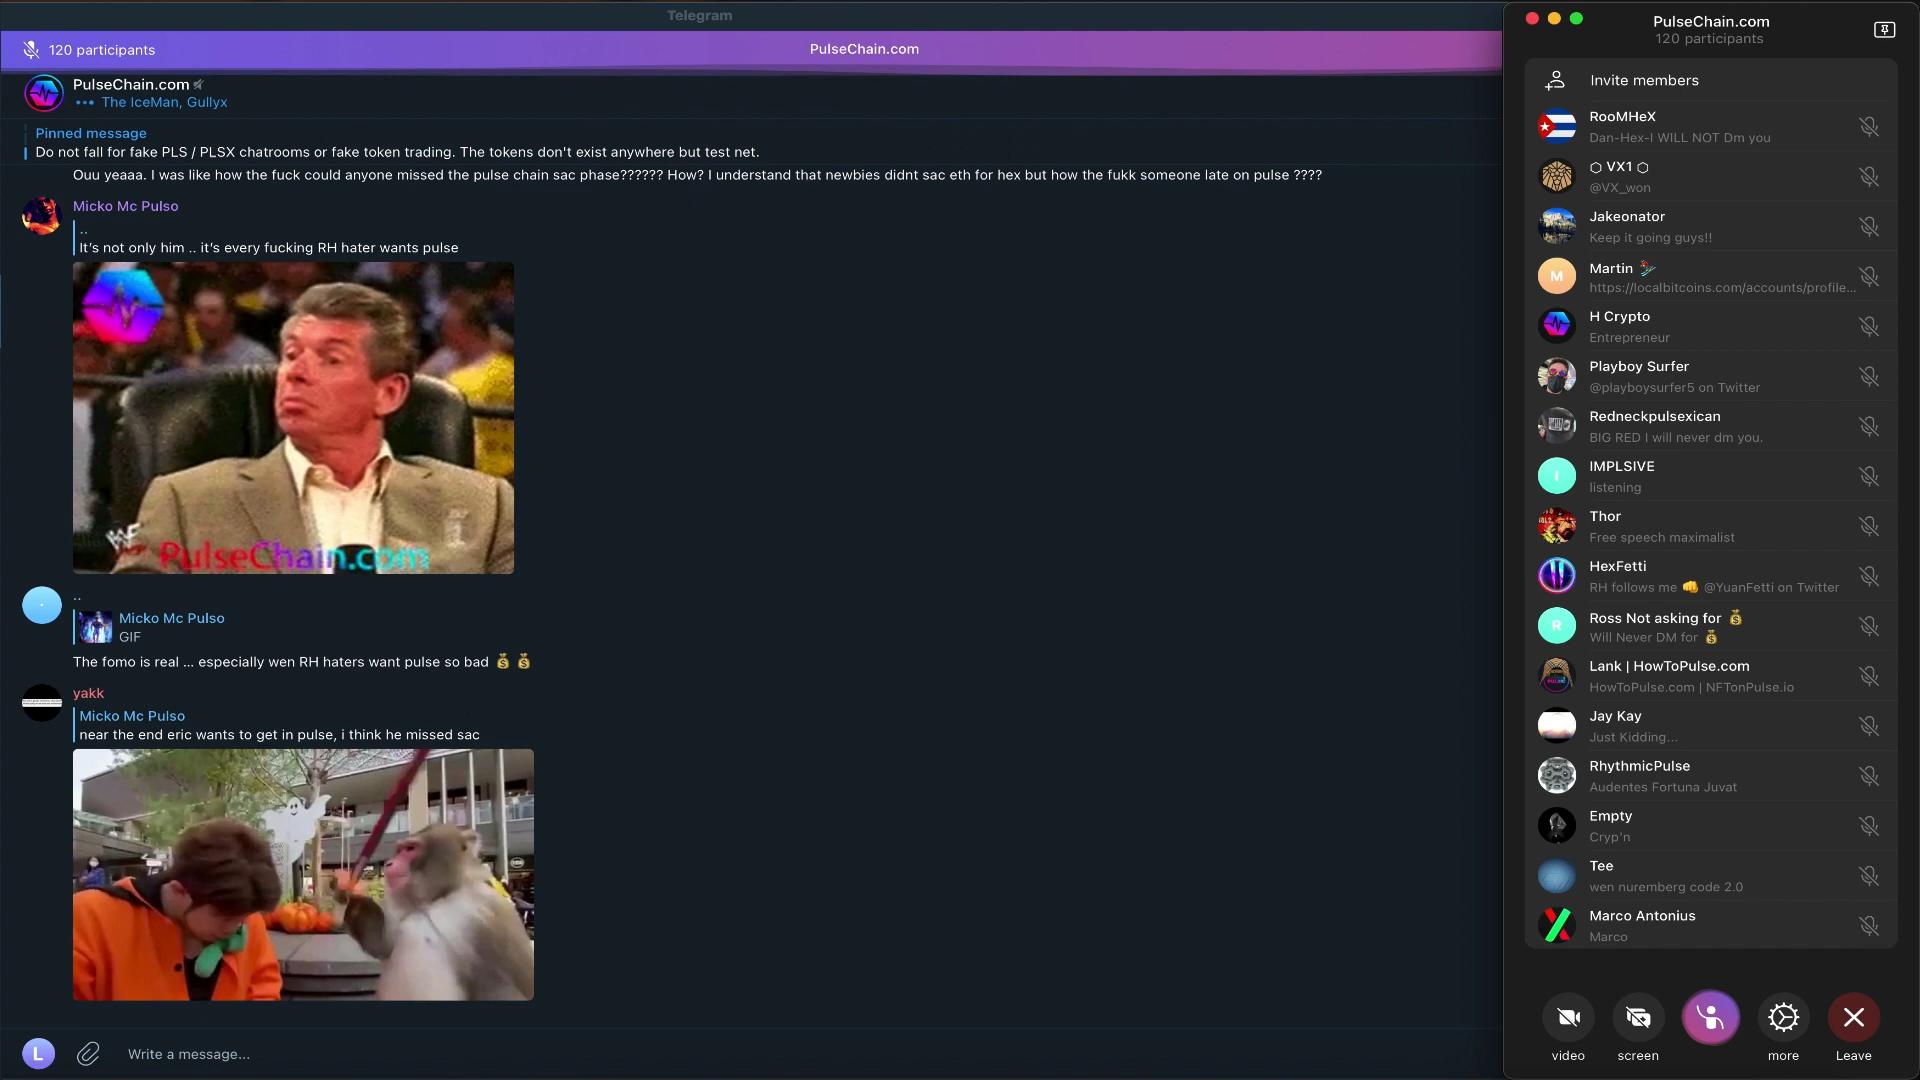 Telegram
120 participants
PulseChain.com
PulseChain.com
The IceMan, Gullyx
Pinned message
Do not fall for fake PLS / PLSX chatrooms or fake token trading. The tokens don't exist anywhere but test net.
Ouu yeaaa. I was like how the fuck could anyone missed the pulse chain sac phase?????? How? I understand that newbies didnt sac eth for hex but how the fukk someone late on pulse ????
Micko Mc Pulso
..
It's not only him .. it's every fucking RH hater wants pulse
PulseChain.com
..
Micko Mc Pulso
GIF
The fomo is real ... especially wen RH haters want pulse so bad 💰 💰
yakk
Micko Mc Pulso
near the end eric wants to get in pulse, i think he missed sac
L
Write a message...
PulseChain.com
120 participants
Invite members
RooMHeX
Dan-Hex-I WILL NOT Dm you
⬡ VX1 ⬡
@VX_won
Jakeonator
Keep it going guys!!
M
Martin
https://localbitcoins.com/accounts/profile...
H Crypto
Entrepreneur
Playboy Surfer
@playboysurfer5 on Twitter
Redneckpulsexican
BIG RED I will never dm you.
I
IMPLSIVE
listening
Thor
Free speech maximalist
HexFetti
RH follows me 👊 @YuanFetti on Twitter
R
Ross Not asking for 💰
Will Never DM for 💰
Lank | HowToPulse.com
HowToPulse.com | NFTonPulse.io
Jay Kay
Just Kidding...
RhythmicPulse
Audentes Fortuna Juvat
Empty
Cryp'n
Tee
wen nuremberg code 2.0
Marco Antonius
Marco
video
screen
more
Leave